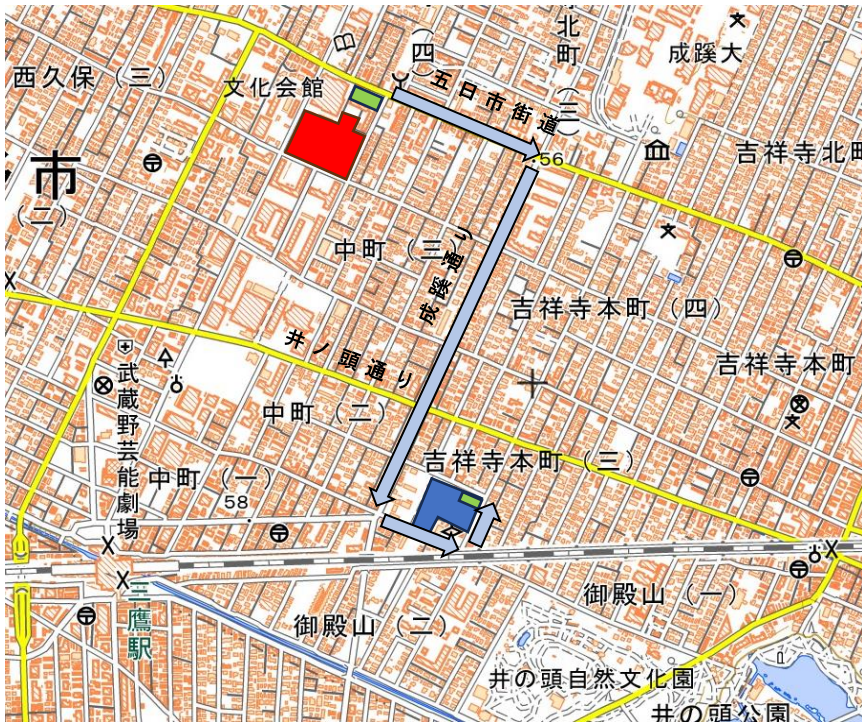 西久保（三）
文化会館
（四）
北町（三）
成蹊大
五日市街道
.56
吉祥寺北町
市
（二）
中町（三）
成蹊通り
吉祥寺本町（四）
井ノ頭通り
吉祥寺本町
武蔵野芸能劇場
中町（二）
中町（一）
58.
吉祥寺本町（三）
三鷹駅
御殿山（二）
御殿山（一）
井の頭自然文化園
井の頭公園